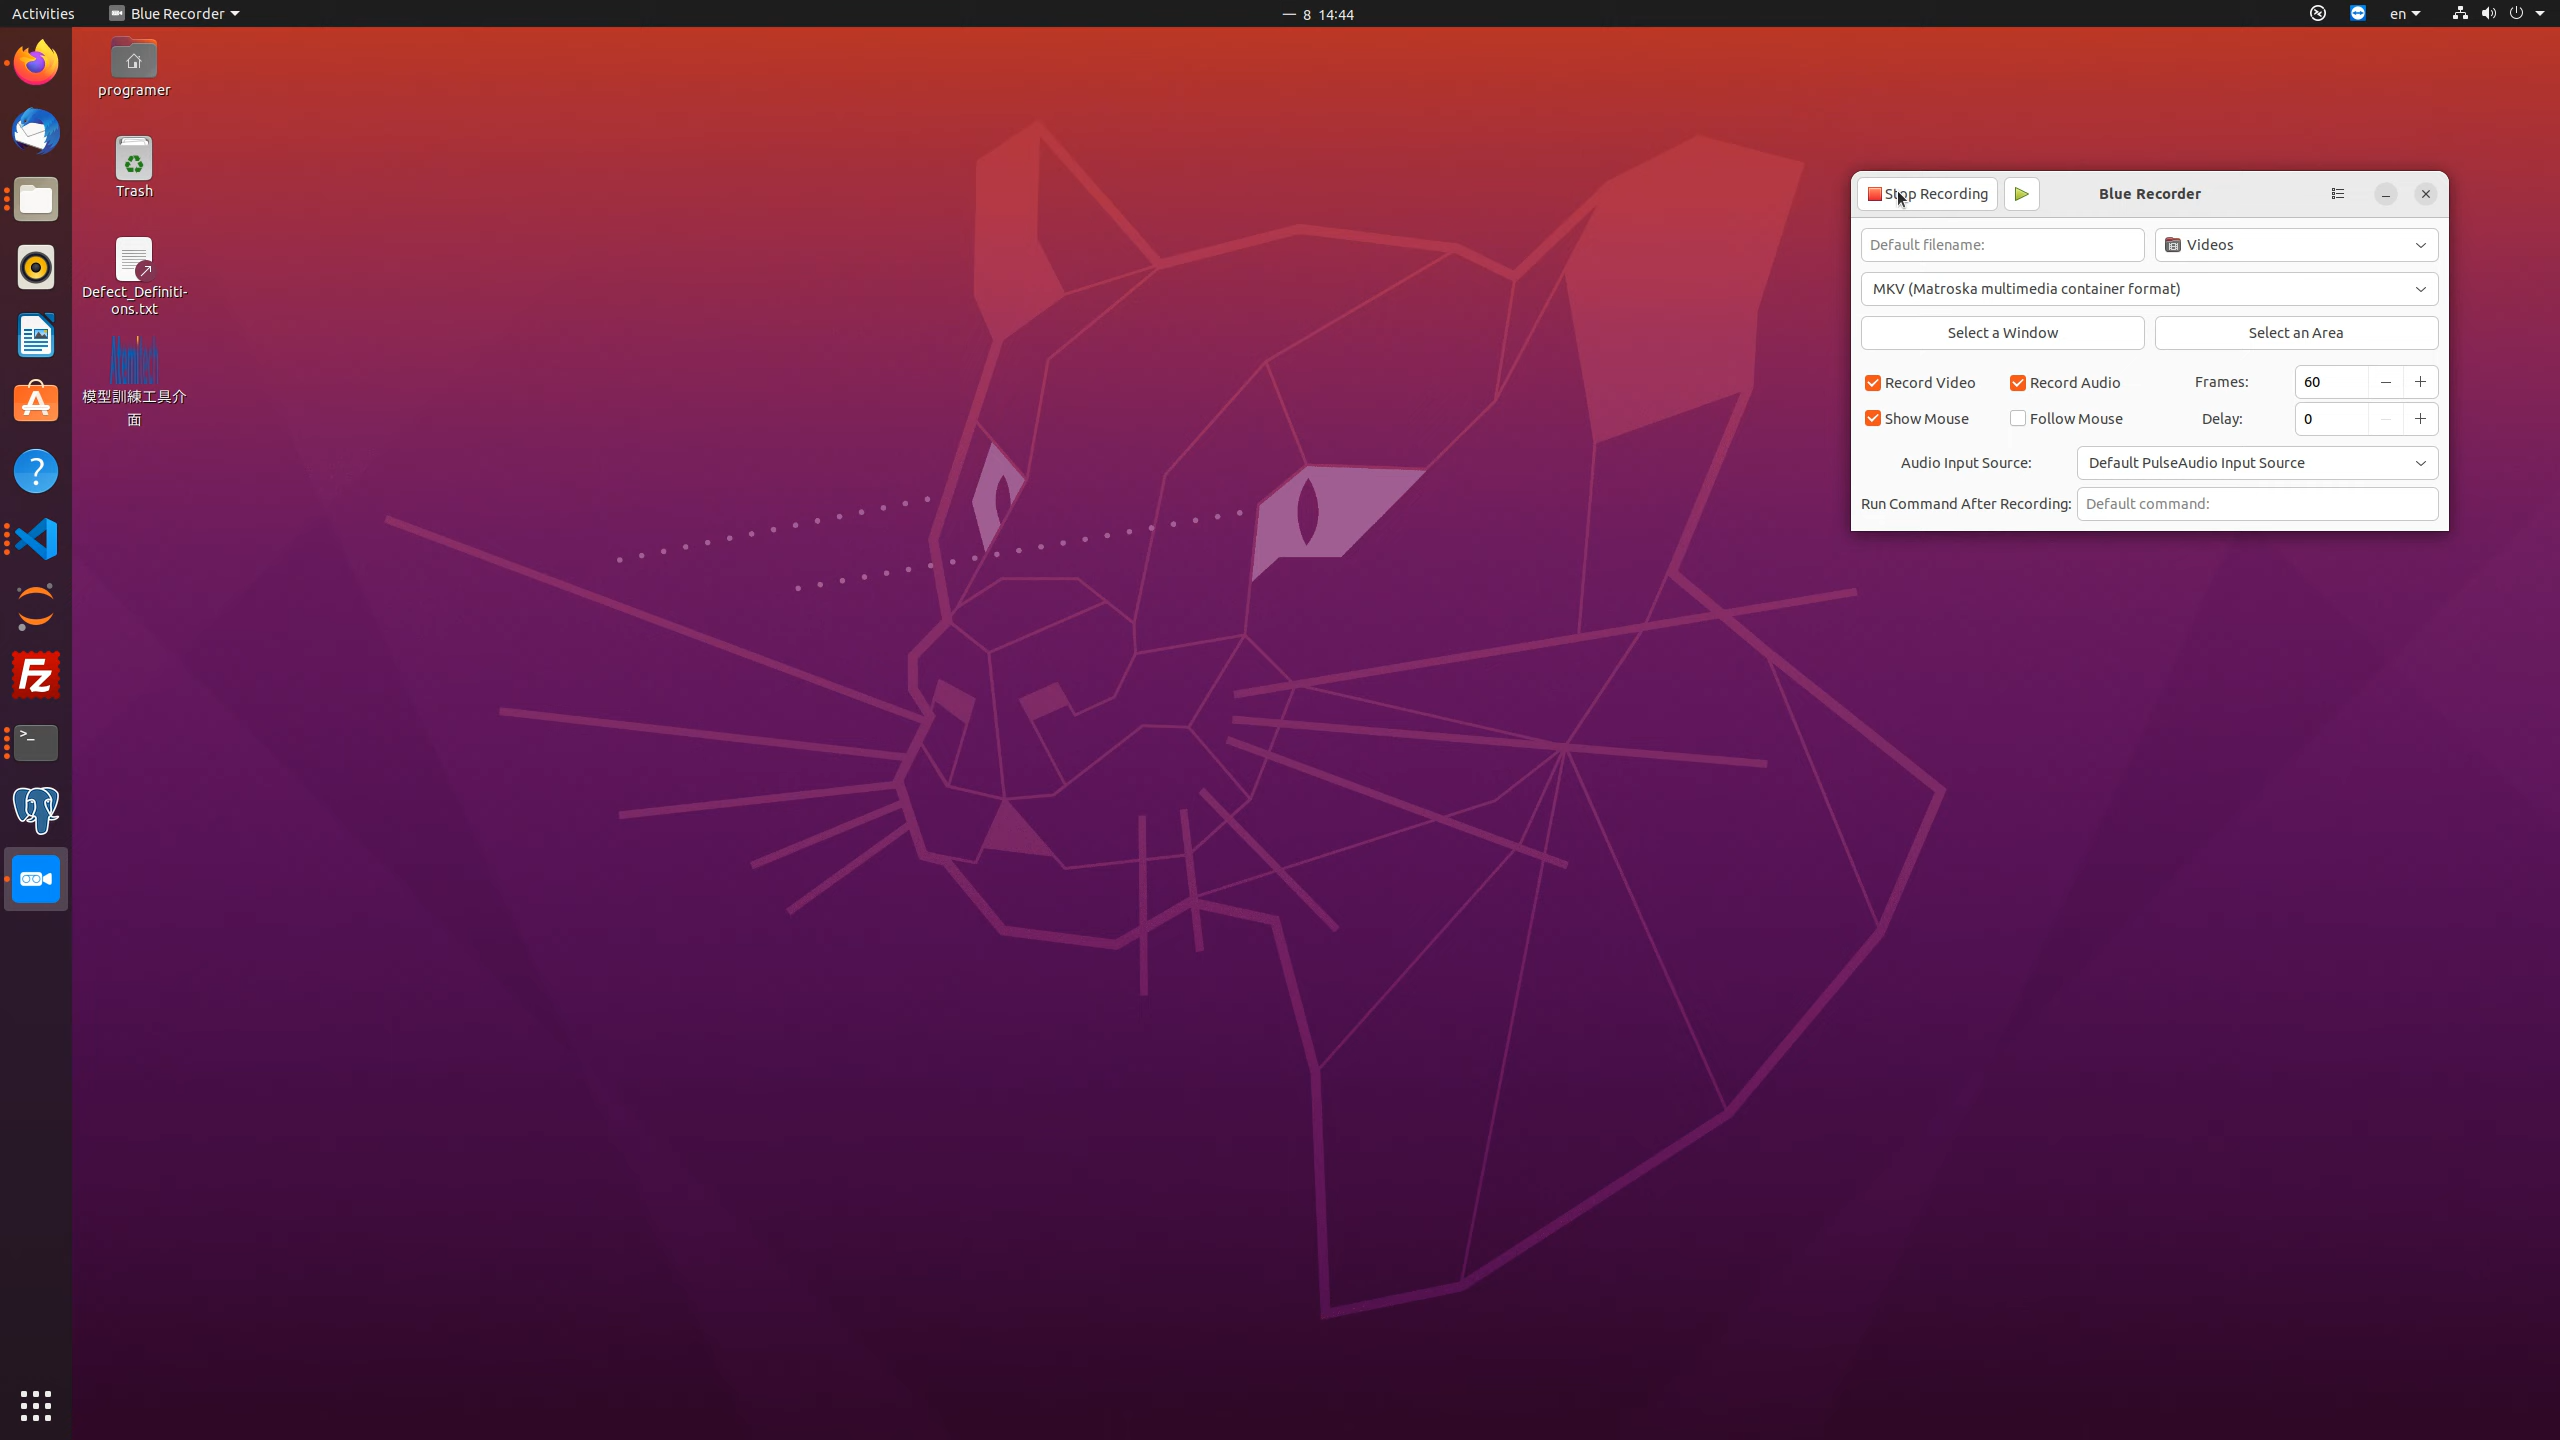 Activities
Blue Recorder
一 8 14:44
en
programer
Trash
Defect_Definiti-
ons.txt
模型訓練工具介
面
Fz
>_
Stop Recording
Blue Recorder
Default filename:
Videos
MKV (Matroska multimedia container format)
Select a Window
Select an Area
Record Video
Record Audio
Frames:
60
Show Mouse
Follow Mouse
Delay:
0
Audio Input Source:
Default PulseAudio Input Source
Run Command After Recording:
Default command: